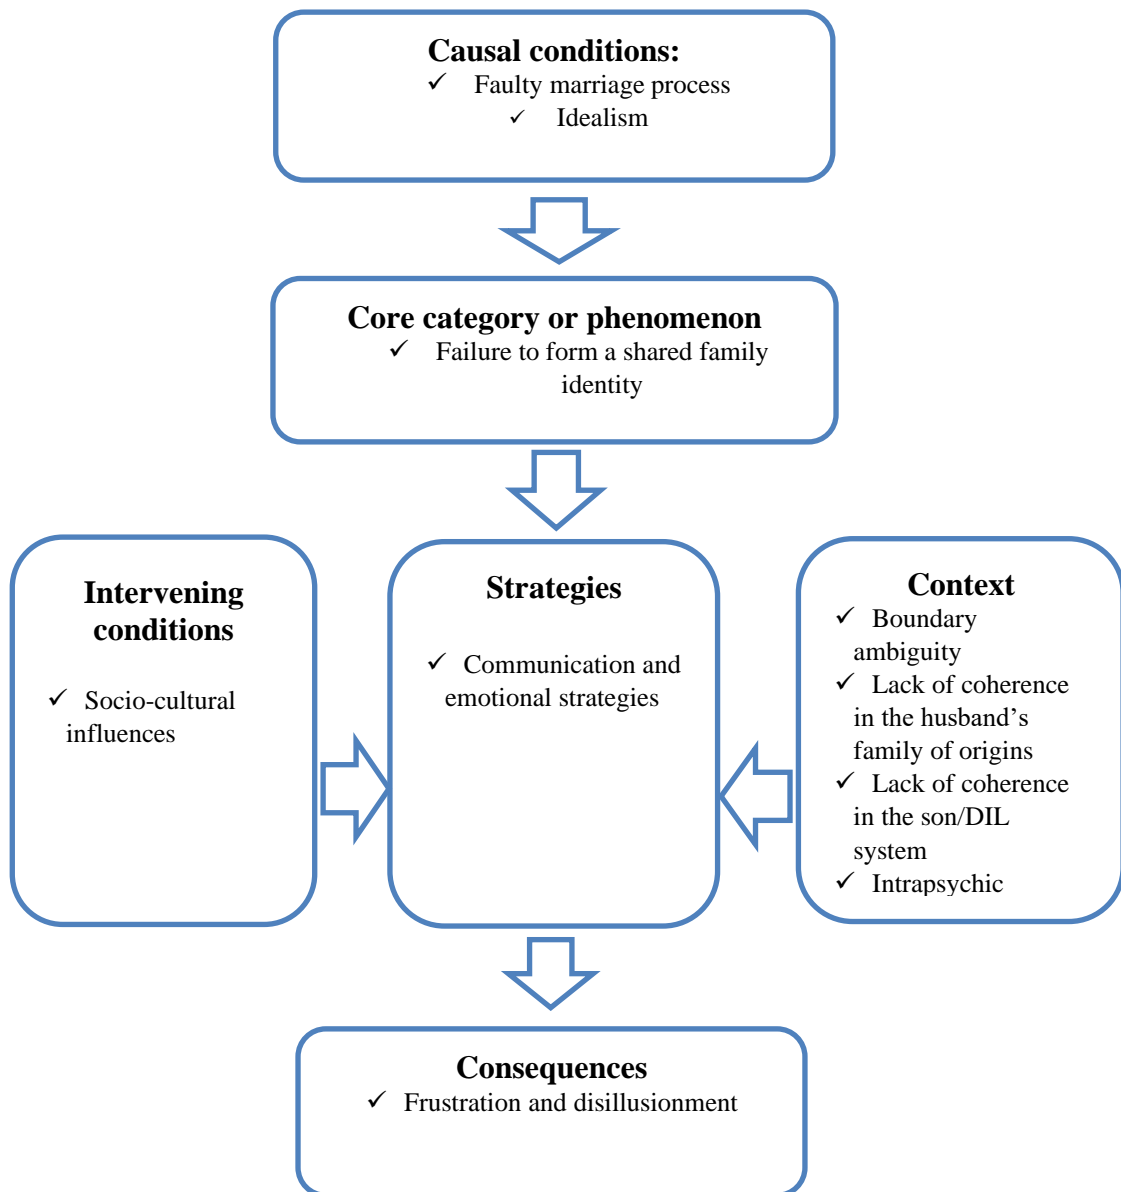 Causal conditions:
✓ Faulty marriage process
✓ Idealism
Core category or phenomenon
✓ Failure to form a shared family
identity
Intervening
conditions
✓ Socio-cultural
influences
Strategies
✓ Communication and
emotional strategies
Context
✓ Boundary
ambiguity
✓ Lack of coherence
in the husband’s
family of origins
✓ Lack of coherence
in the son/DIL
system
✓ Intrapsychic
Consequences
✓ Frustration and disillusionment